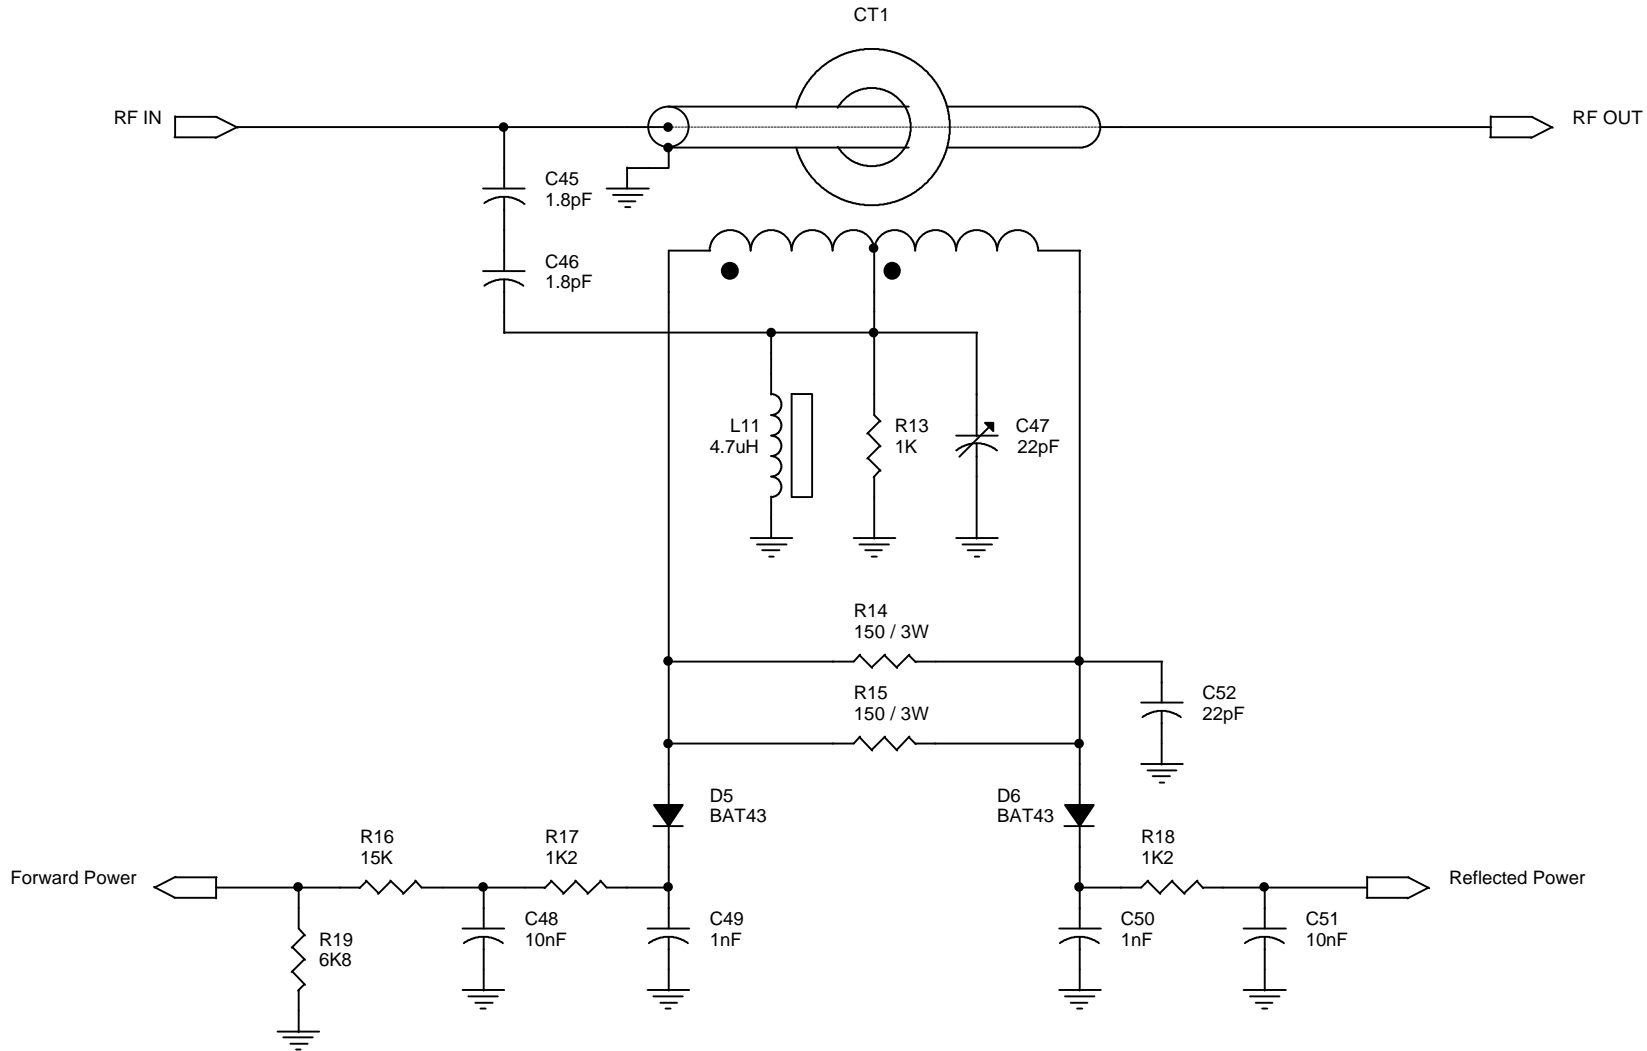 CT1
RF IN
RF OUT
C45
1.8pF
C46
1.8pF
L11
4.7uH
R13
1K
C47
22pF
R14
150 / 3W
R15
150 / 3W
C52
22pF
D5
BAT43
D6
BAT43
R16
15K
R17
1K2
R18
1K2
Forward Power
Reflected Power
R19
6K8
C48
10nF
C49
1nF
C50
1nF
C51
10nF